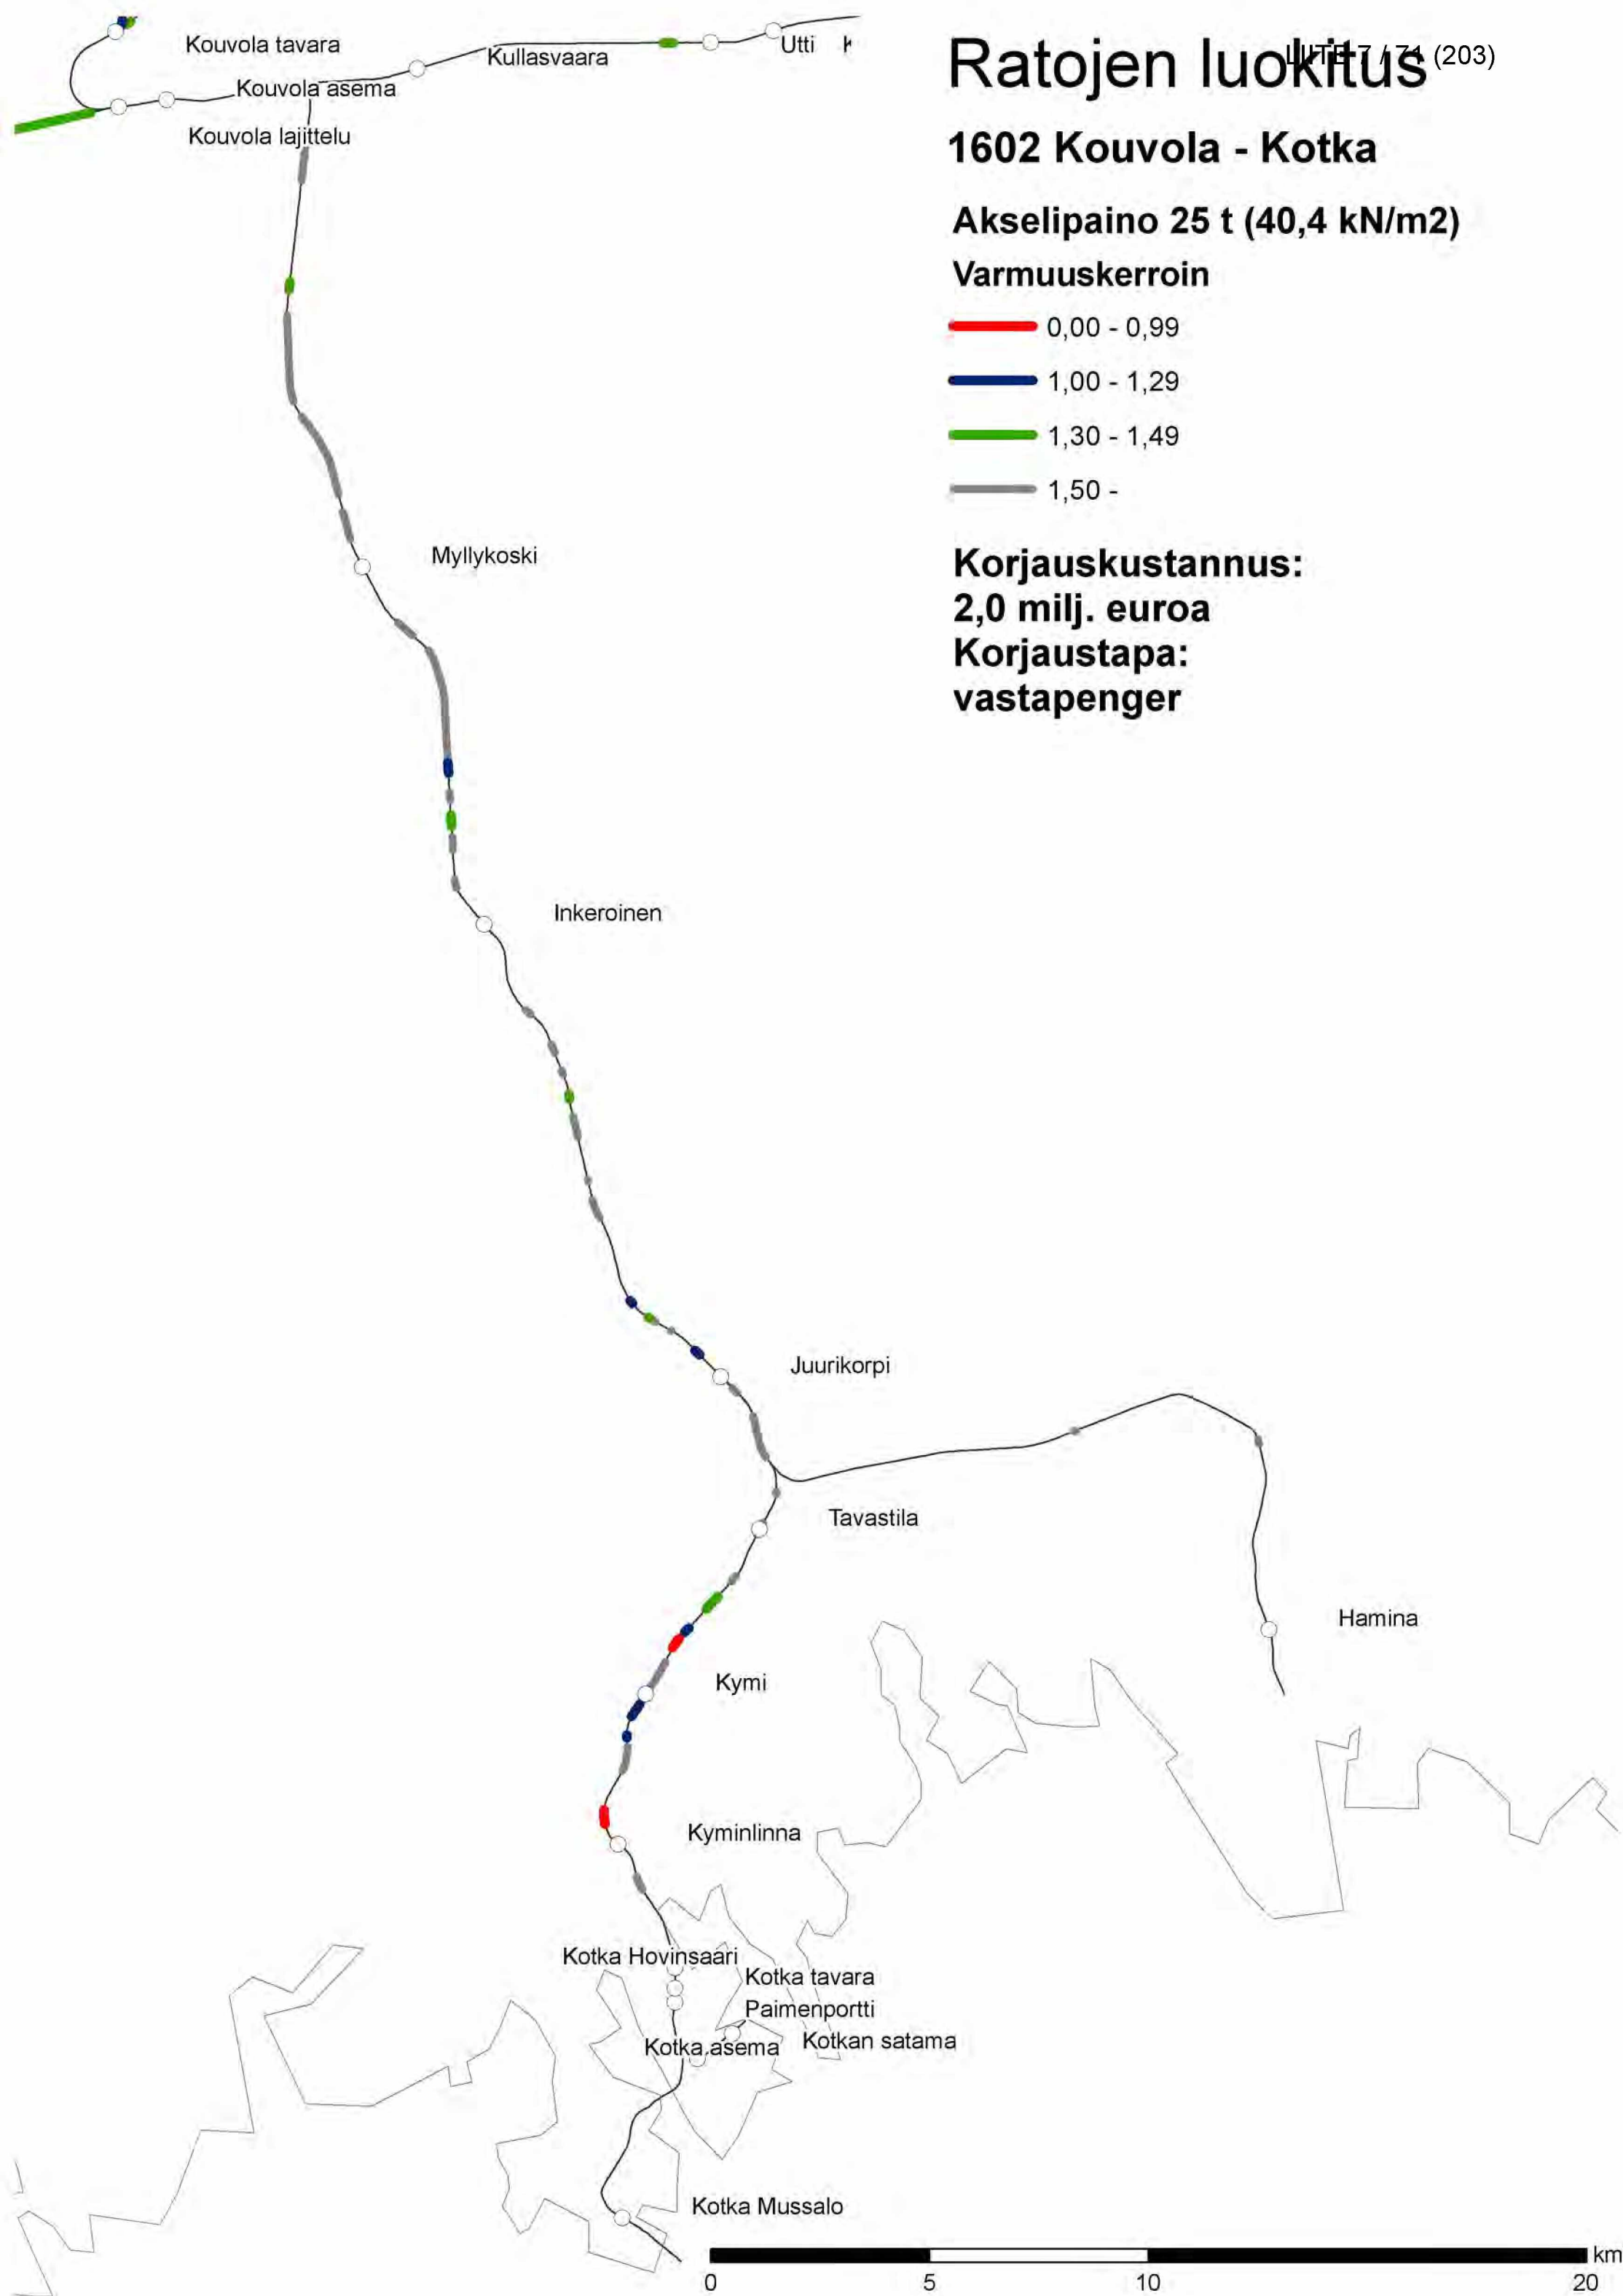 Ratojen luokitus
LIITE 7 / 71 (203)
1602 Kouvola - Kotka
Akselipaino 25 t (40,4 kN/m2)
Varmuuskerroin
0,00 - 0,99
1,00 - 1,29
1,30 - 1,49
1,50 -
Korjauskustannus:
2,0 milj. euroa
Korjaustapa:
vastapenger
Kouvola tavara
Kullasvaara
Utti
Kouvola asema
Kouvola lajittelu
Myllykoski
Inkeroinen
Juurikorpi
Tavastila
Hamina
Kymi
Kyminlinna
Kotka Hovinsaari
Kotka tavara
Paimenportti
Kotkan satama
Kotka asema
Kotka Mussalo
km
0 5 10 20